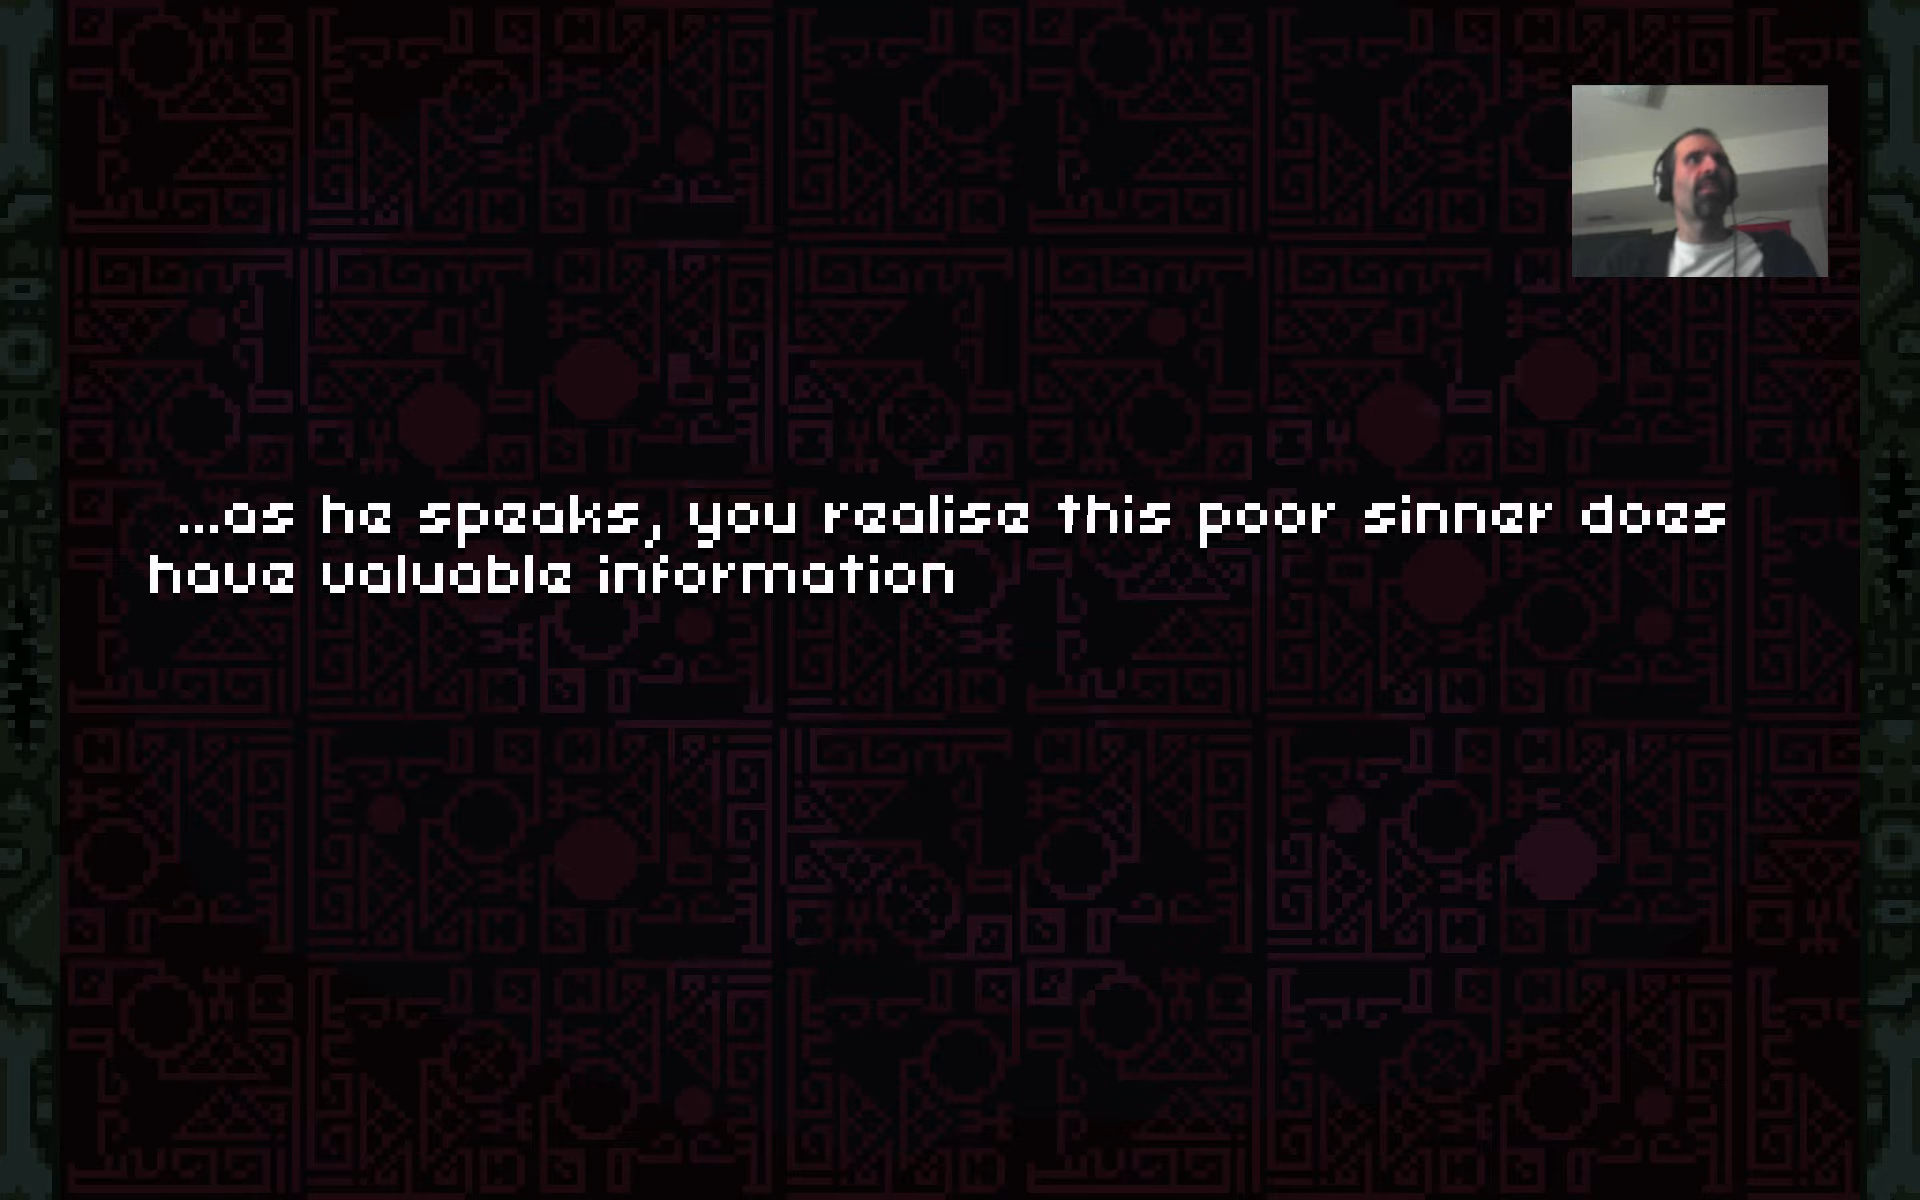 ...as he speaks, you realise this poor sinner does
have valuable information